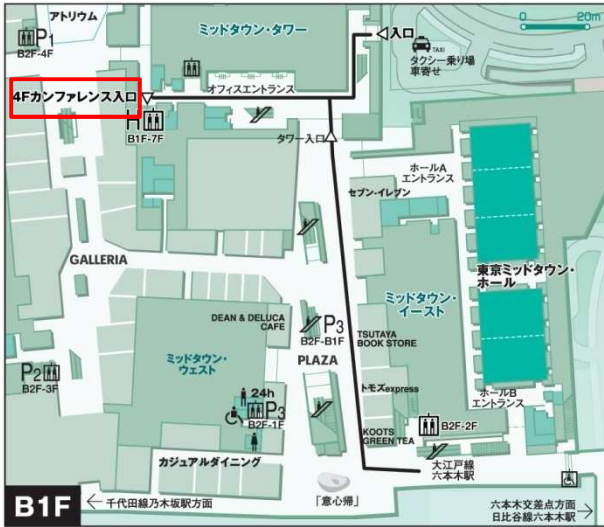 アトリウム
ミッドタウン・タワー
入口
0 20m
P1
B2F-4F
TAXI
タクシー乗り場
車寄せ
オフィスエントランス
4Fカンファレンス入口
H
B1F-7F
タワー入口
ホールA
エントランス
セブン-イレブン
GALLERIA
東京ミッドタウン・
ホール
ミッドタウン・
イースト
DEAN & DELUCA
CAFE
P3
B2F-B1F
TSUTAYA
BOOK STORE
ミッドタウン・
ウェスト
PLAZA
P2
B2F-3F
トモズexpress
24h
P3
B2F-1F
ホールB
エントランス
B2F-2F
KOOTS
GREEN TEA
カジュアルダイニング
大江戸線
六本木駅
B1F
千代田線乃木坂駅方面
「意心帰」
六本木交差点方面
日比谷線六本木駅